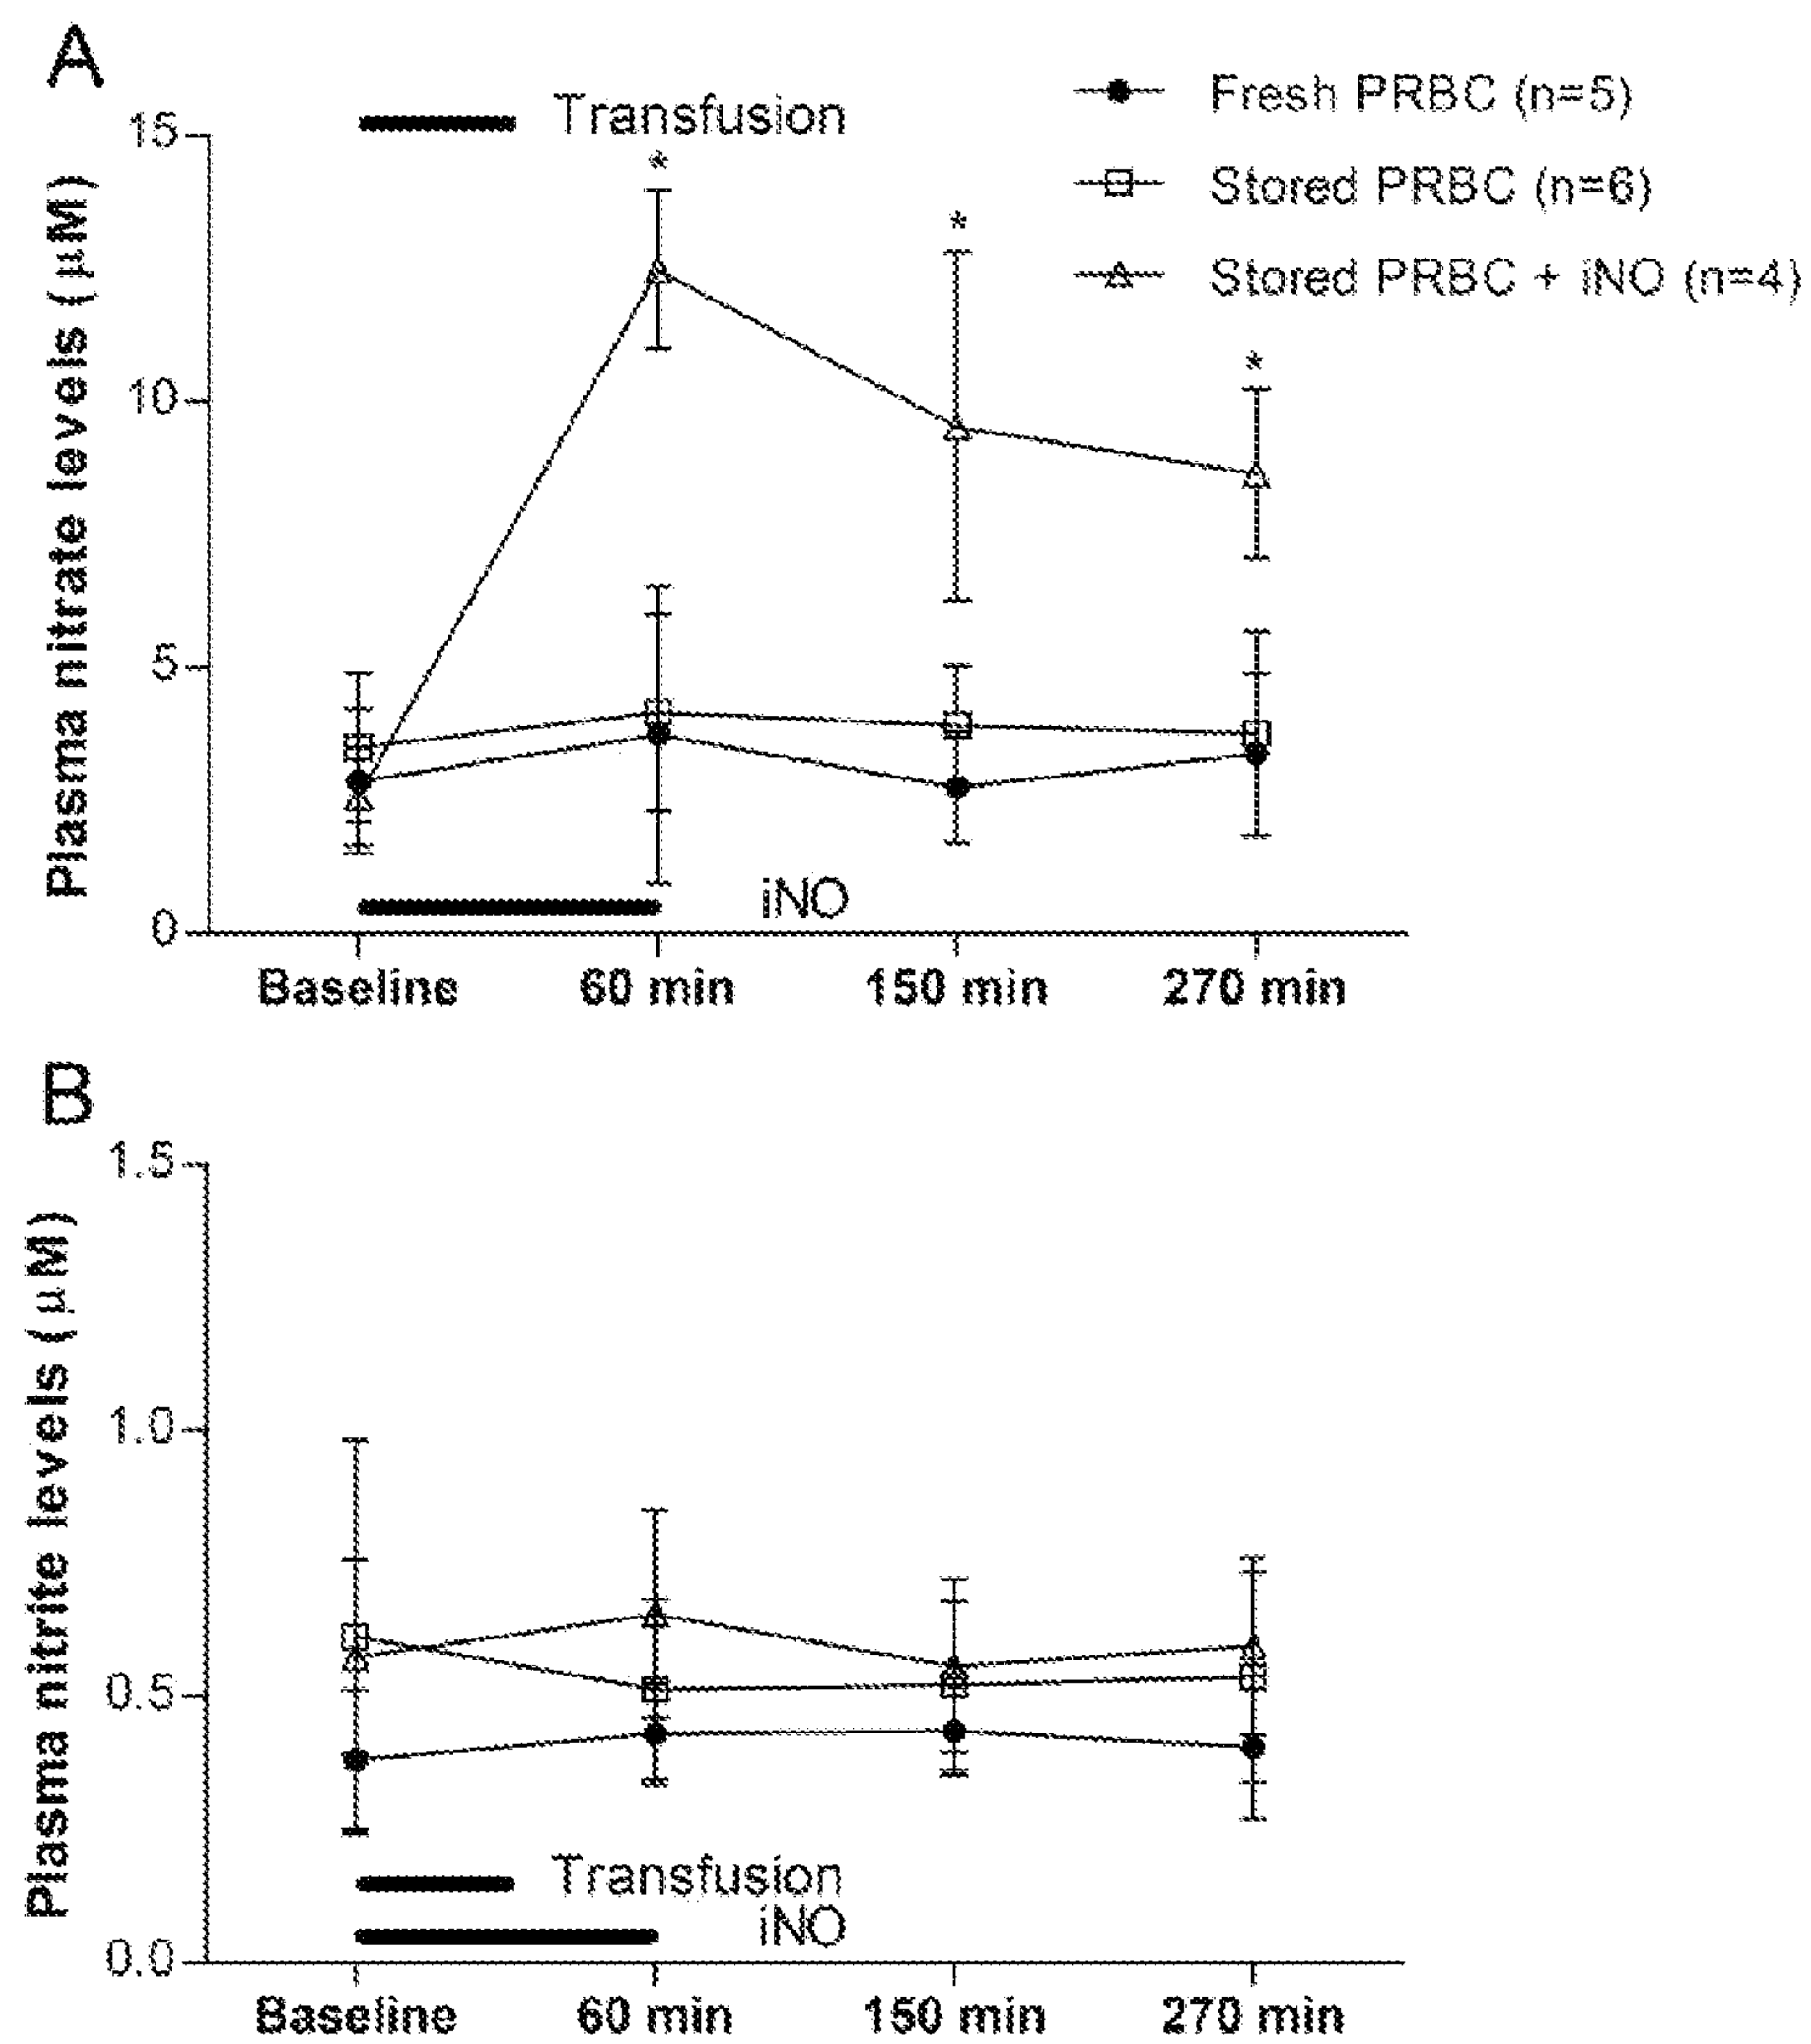 A
Transfusion
Fresh PRBC (n=5)
Stored PRBC (n=6)
Stored PRBC + iNO (n=4)
Plasma nitrate levels (μM)
15
10
5
0
*
*
*
iNO
Baseline 60 min 150 min 270 min
B
Plasma nitrite levels (μM)
1.5
1.0
0.5
0.0
Transfusion
iNO
Baseline 60 min 150 min 270 min